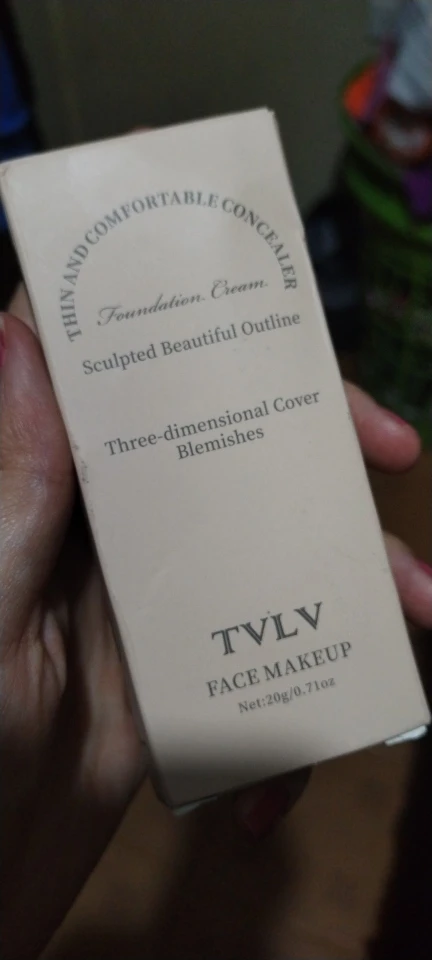 THIN AND COMFORTABLE CONCEALER
Foundation Cream
Sculpted Beautiful Outline
Three-dimensional Cover
Blemishes
TVLV
FACE MAKEUP
Net:20g/0.71oz